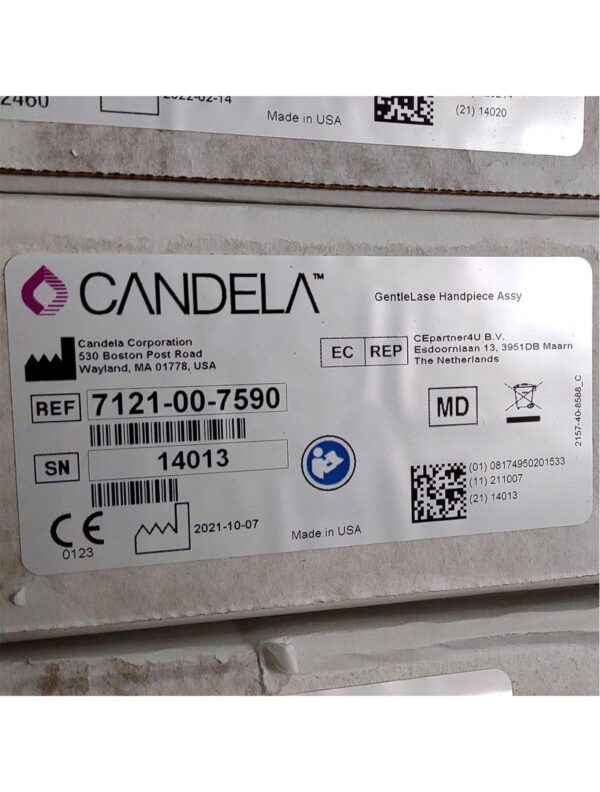 2460
2022-02-14
Made in USA
(21) 14020
CANDELA™
GentleLase Handpiece Assy
Candela Corporation
530 Boston Post Road
Wayland, MA 01778, USA
EC REP
CEpartner4U B.V.
Esdoornlaan 13, 3951DB Maarn
The Netherlands
REF 7121-00-7590
MD
2157-40-8588_C
SN 14013
(01) 08174950201533
(11) 211007
(21) 14013
CE
0123
2021-10-07
Made in USA